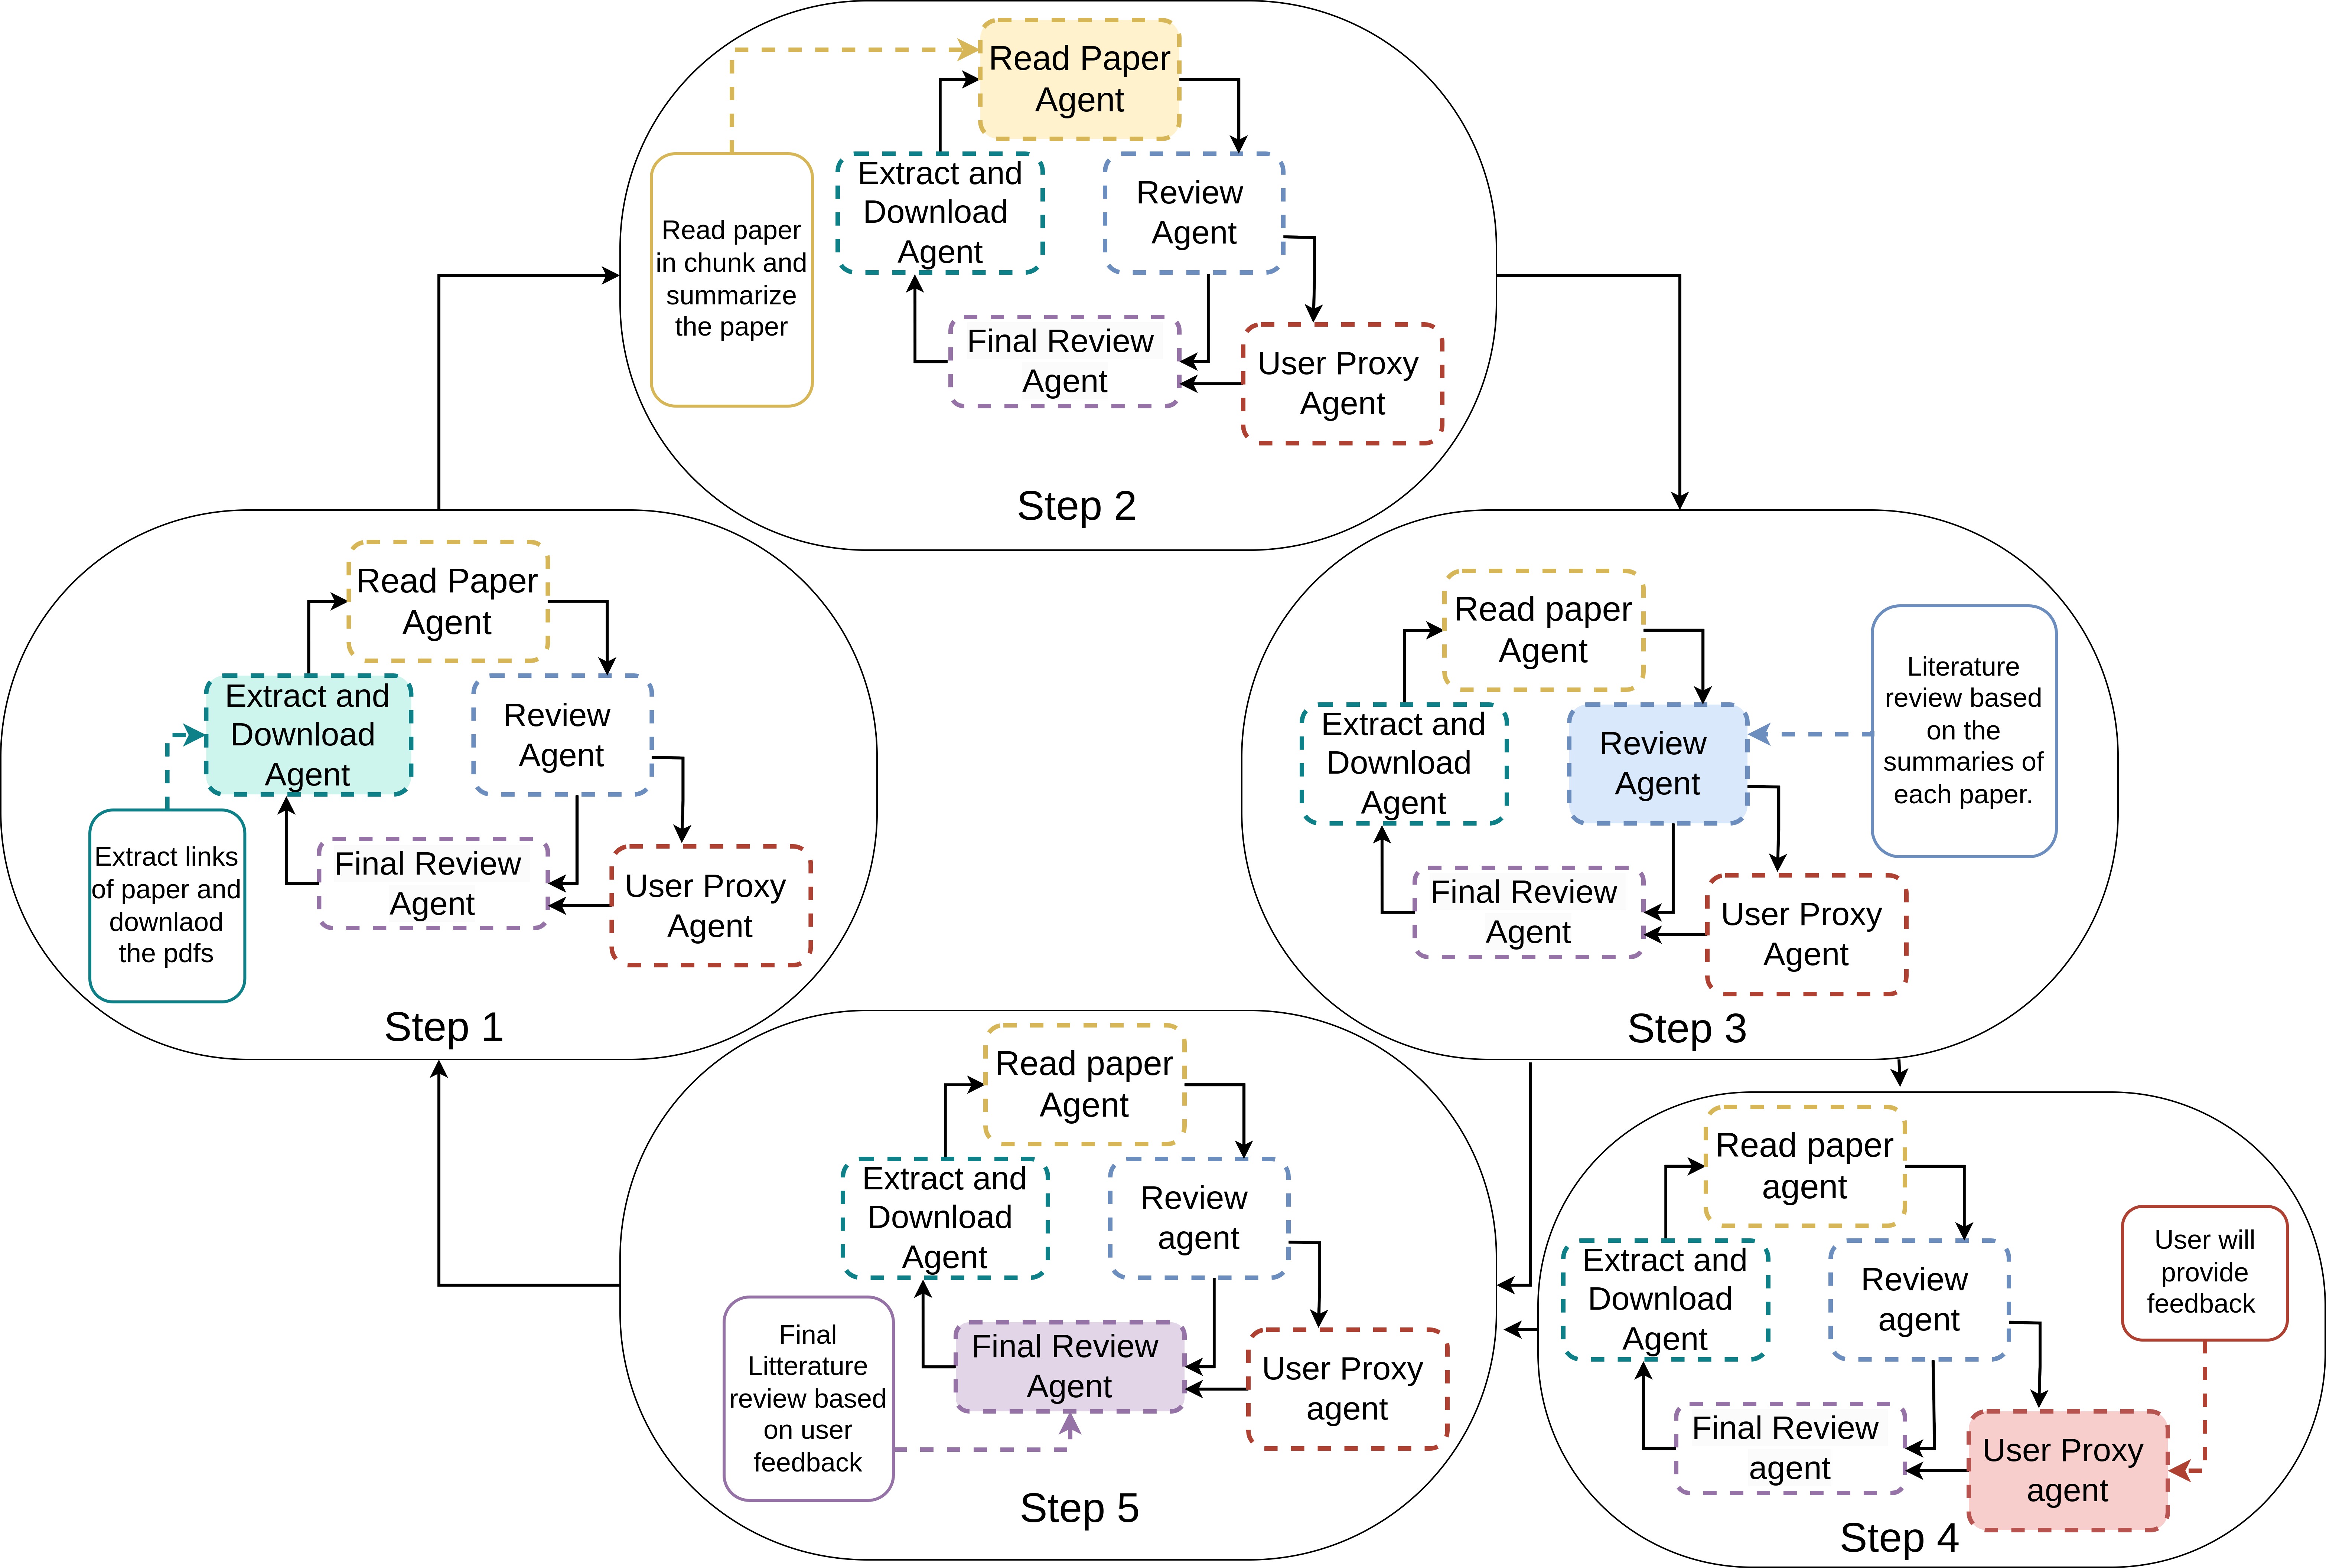 Read Paper
Agent
Extract and
Download
Agent
Review
Agent
Read paper
in chunk and
summarize
the paper
Final Review
Agent
User Proxy
Agent
Step 2
Read Paper
Agent
Extract and
Download
Agent
Review
Agent
Extract links
of paper and
downlaod
the pdfs
Final Review
Agent
User Proxy
Agent
Step 1
Read paper
Agent
Extract and
Download
Agent
Review
Agent
Literature
review based
on the
summaries of
each paper.
Final Review
Agent
User Proxy
Agent
Step 3
Read paper
agent
Extract and
Download
Agent
Review
agent
User will
provide
feedback
Final Review
agent
User Proxy
agent
Step 4
Read paper
Agent
Extract and
Download
Agent
Review
agent
Final
Litterature
review based
on user
feedback
Final Review
Agent
User Proxy
agent
Step 5